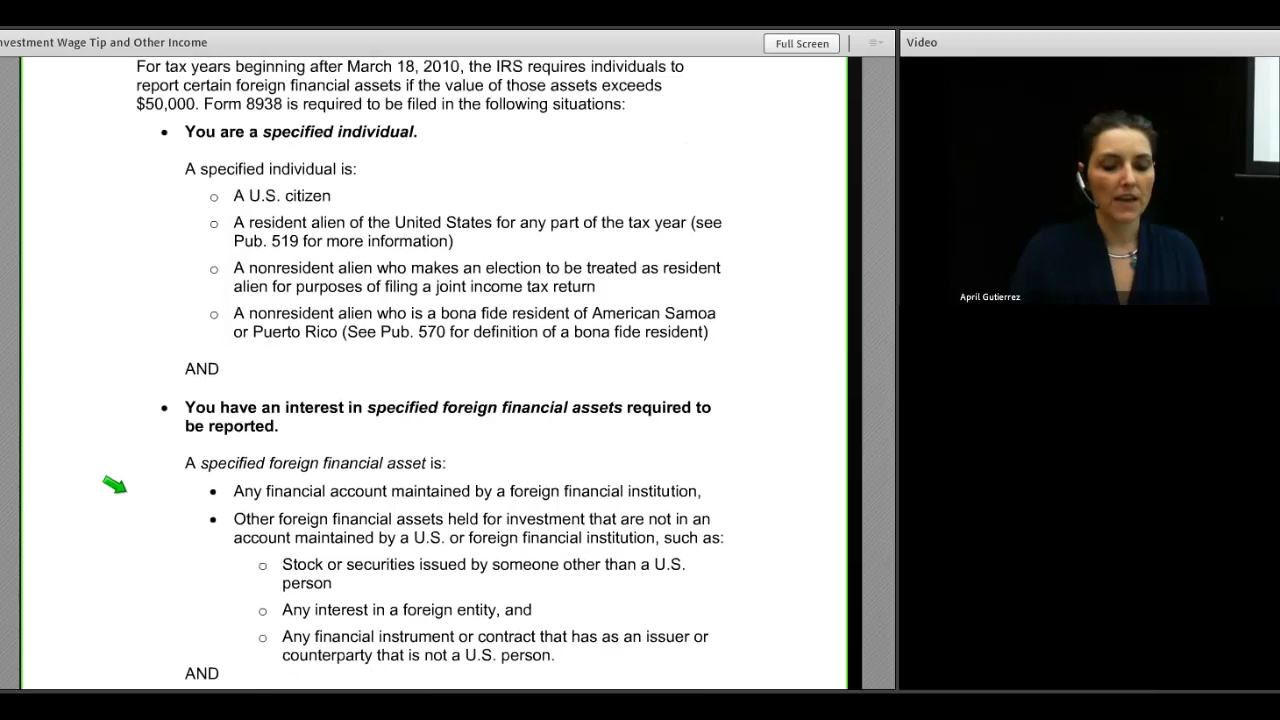 nvestment Wage Tip and Other Income
Full Screen
Video
For tax years beginning after March 18, 2010, the IRS requires individuals to
report certain foreign financial assets if the value of those assets exceeds
$50,000. Form 8938 is required to be filed in the following situations:
• You are a specified individual.
A specified individual is:
o A U.S. citizen
o A resident alien of the United States for any part of the tax year (see
Pub. 519 for more information)
o A nonresident alien who makes an election to be treated as resident
alien for purposes of filing a joint income tax return
o A nonresident alien who is a bona fide resident of American Samoa
or Puerto Rico (See Pub. 570 for definition of a bona fide resident)
AND
• You have an interest in specified foreign financial assets required to
be reported.
A specified foreign financial asset is:
• Any financial account maintained by a foreign financial institution,
• Other foreign financial assets held for investment that are not in an
account maintained by a U.S. or foreign financial institution, such as:
o Stock or securities issued by someone other than a U.S.
person
o Any interest in a foreign entity, and
o Any financial instrument or contract that has as an issuer or
counterparty that is not a U.S. person.
AND
April Gutierrez